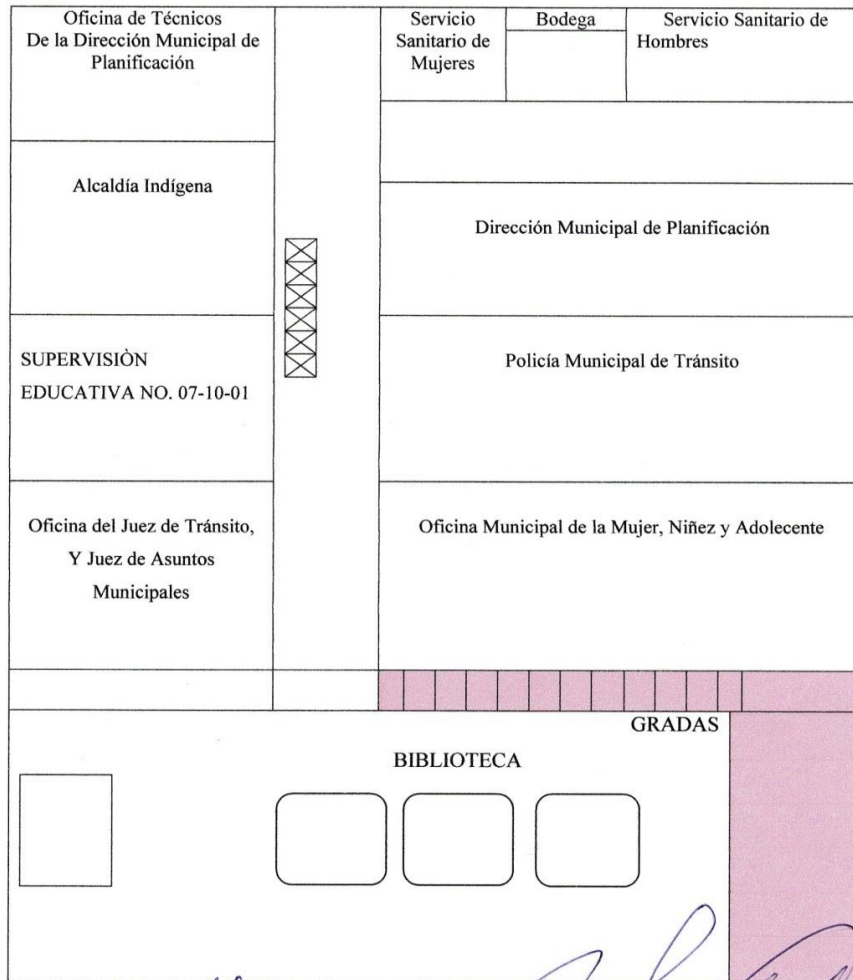 Oficina de Técnicos
De la Dirección Municipal de
Planificación
Servicio
Sanitario de
Mujeres
Bodega
Servicio Sanitario de
Hombres
Alcaldía Indígena
Dirección Municipal de Planificación
SUPERVISIÒN
EDUCATIVA NO. 07-10-01
Policía Municipal de Tránsito
Oficina del Juez de Tránsito,
Y Juez de Asuntos
Municipales
Oficina Municipal de la Mujer, Niñez y Adolecente
GRADAS
BIBLIOTECA